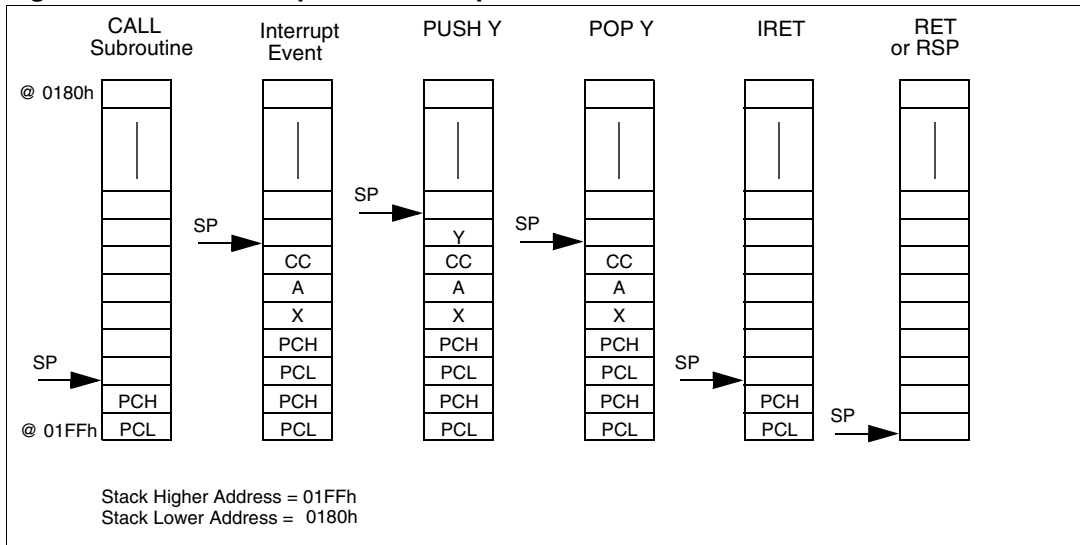 CALL
Subroutine
Interrupt
Event
PUSH Y
POP Y
IRET
RET
or RSP
@ 0180h
SP
SP
SP
SP
SP
SP
Y
CC
CC
CC
A
A
A
X
X
X
PCH
PCH
PCH
PCL
PCL
PCL
PCH
PCH
PCH
PCH
PCH
@ 01FFh
PCL
PCL
PCL
PCL
PCL
Stack Higher Address = 01FFh
Stack Lower Address = 0180h